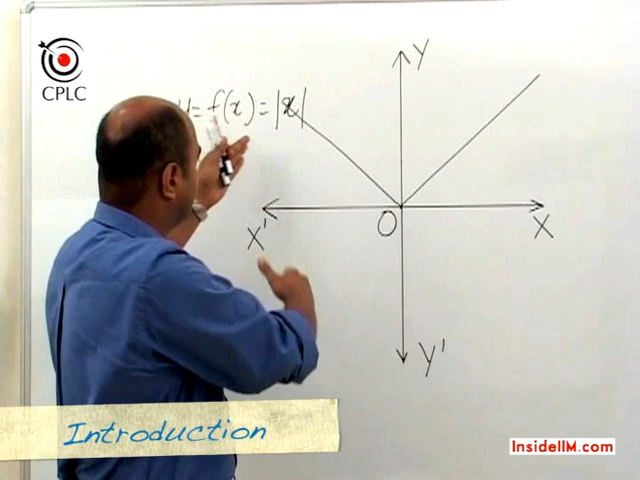 CPLC
y = f(x) = |x|
Y
O
X'
X
Y'
Introduction
InsideIIM.com